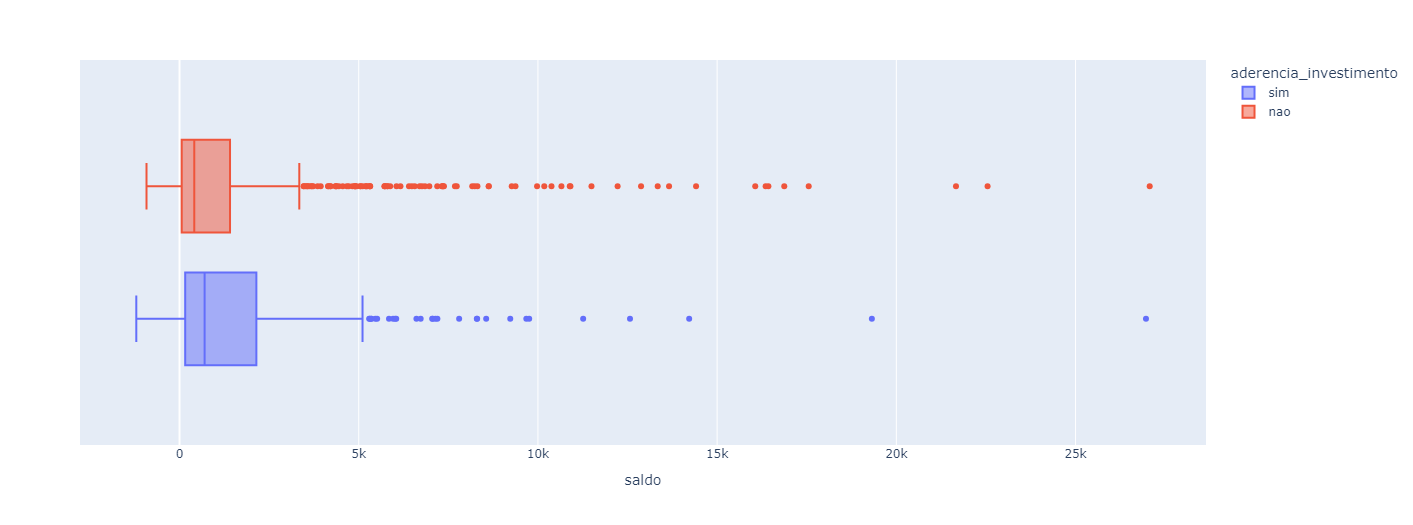 aderencia_investimento
sim
nao
0 5k 10k 15k 20k 25k
saldo